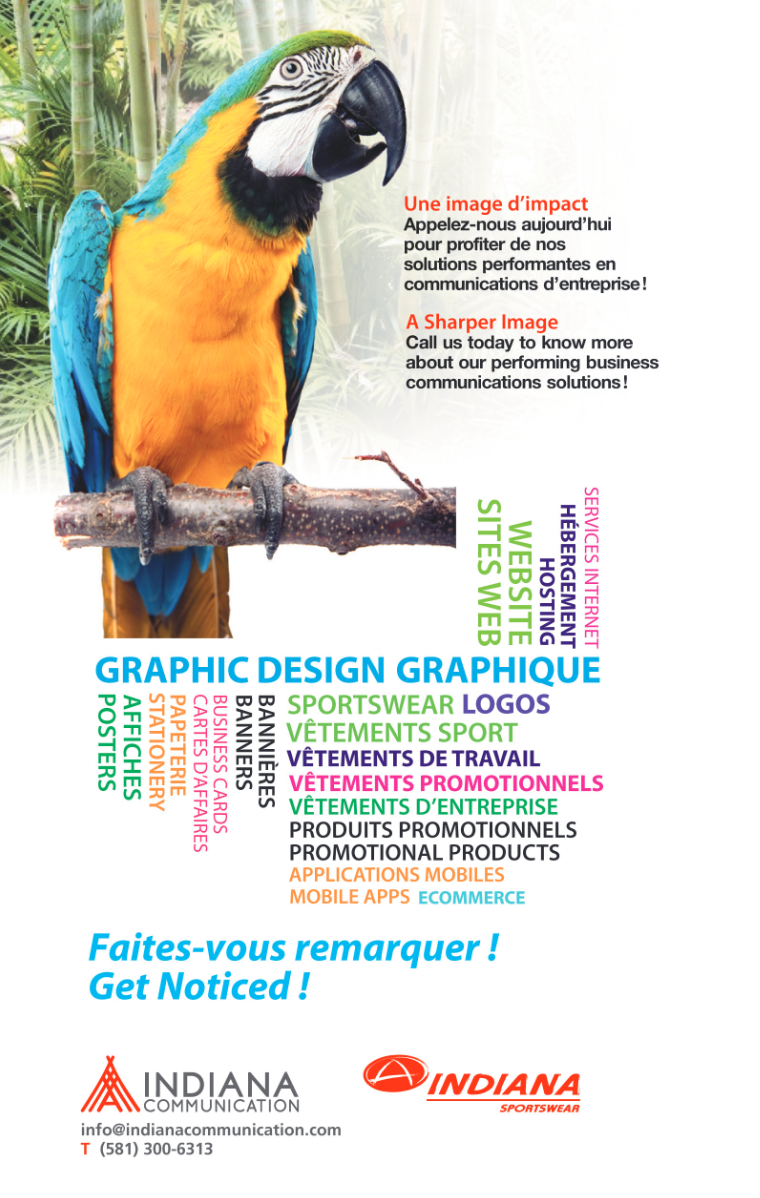 Une image d’impact
Appelez-nous aujourd’hui
pour profiter de nos
solutions performantes en
communications d’entreprise!
A Sharper Image
Call us today to know more
about our performing business
communications solutions!
SITES WEB
WEBSITE
HOSTING
HÉBERGEMENT
SERVICES INTERNET
GRAPHIC DESIGN GRAPHIQUE
POSTERS
AFFICHES
STATIONERY
PAPETERIE
CARTES D’AFFAIRES
BUSINESS CARDS
BANNERS
BANNIÈRES
SPORTSWEAR LOGOS
VÊTEMENTS SPORT
VÊTEMENTS DE TRAVAIL
VÊTEMENTS PROMOTIONNELS
VÊTEMENTS D’ENTREPRISE
PRODUITS PROMOTIONNELS
PROMOTIONAL PRODUCTS
APPLICATIONS MOBILES
MOBILE APPS ECOMMERCE
Faites-vous remarquer !
Get Noticed !
INDIANA
COMMUNICATION
info@indianacommunication.com
T (581) 300-6313
INDIANA
SPORTSWEAR